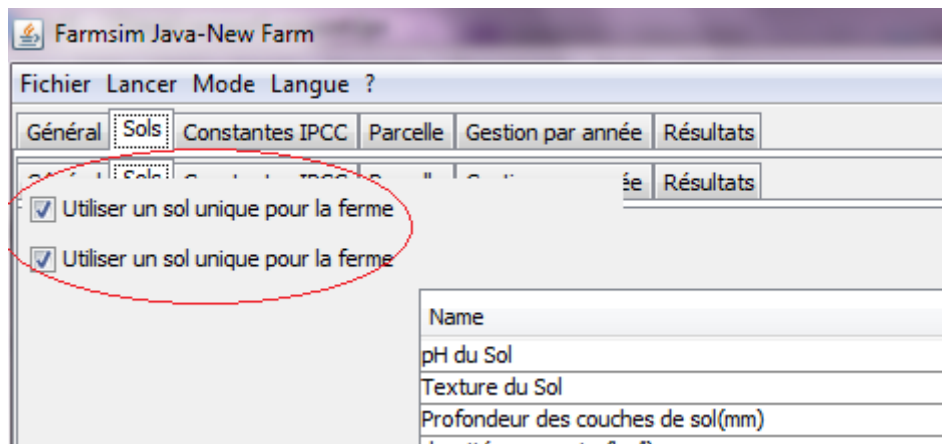 Farmsim Java-New Farm
Fichier Lancer Mode Langue ?
Général Sols Constantes IPCC Parcelle Gestion par année Résultats
Résultats
Utiliser un sol unique pour la ferme
Utiliser un sol unique pour la ferme
Name
pH du Sol
Texture du Sol
Profondeur des couches de sol(mm)